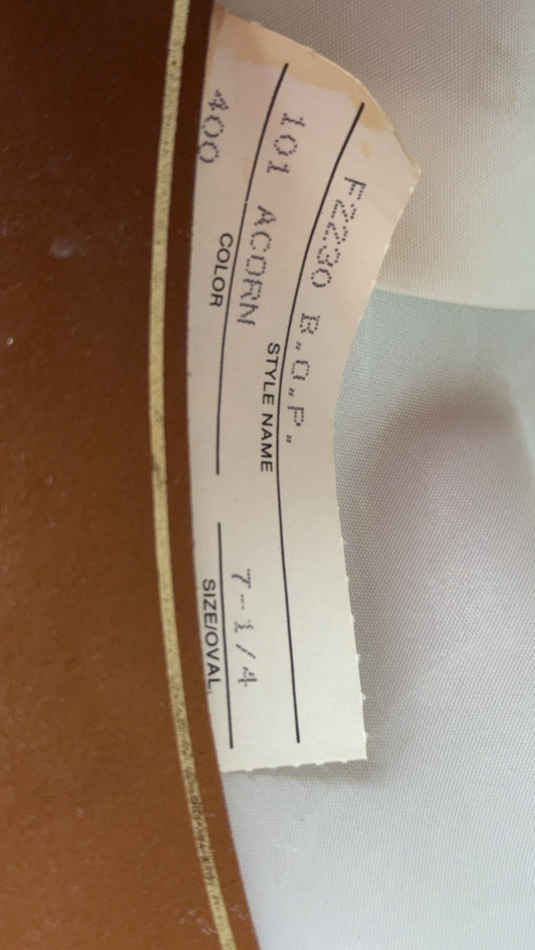 F2230 B.O.P.
STYLE NAME
101 ACORN
7-1/4
COLOR
SIZE/OVAL
400